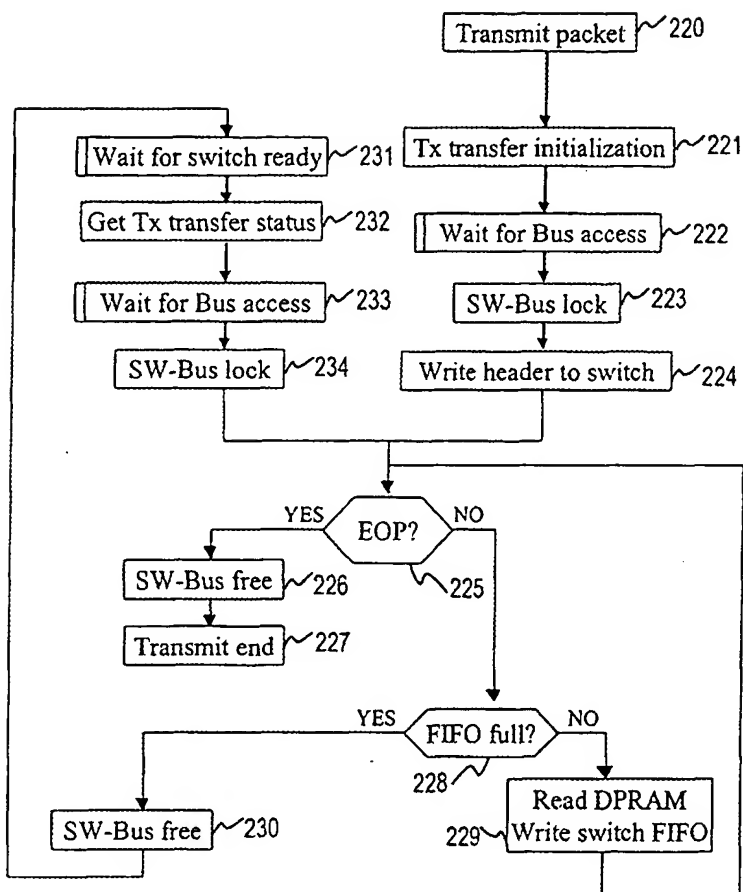 Transmit packet 220
Tx transfer initialization 221
Wait for Bus access 222
SW-Bus lock 223
Write header to switch 224
Wait for switch ready 231
Get Tx transfer status 232
Wait for Bus access 233
SW-Bus lock 234
YES EOP? NO
225
SW-Bus free 226
Transmit end 227
YES FIFO full? NO
228
Read DPRAM
229 Write switch FIFO
SW-Bus free 230